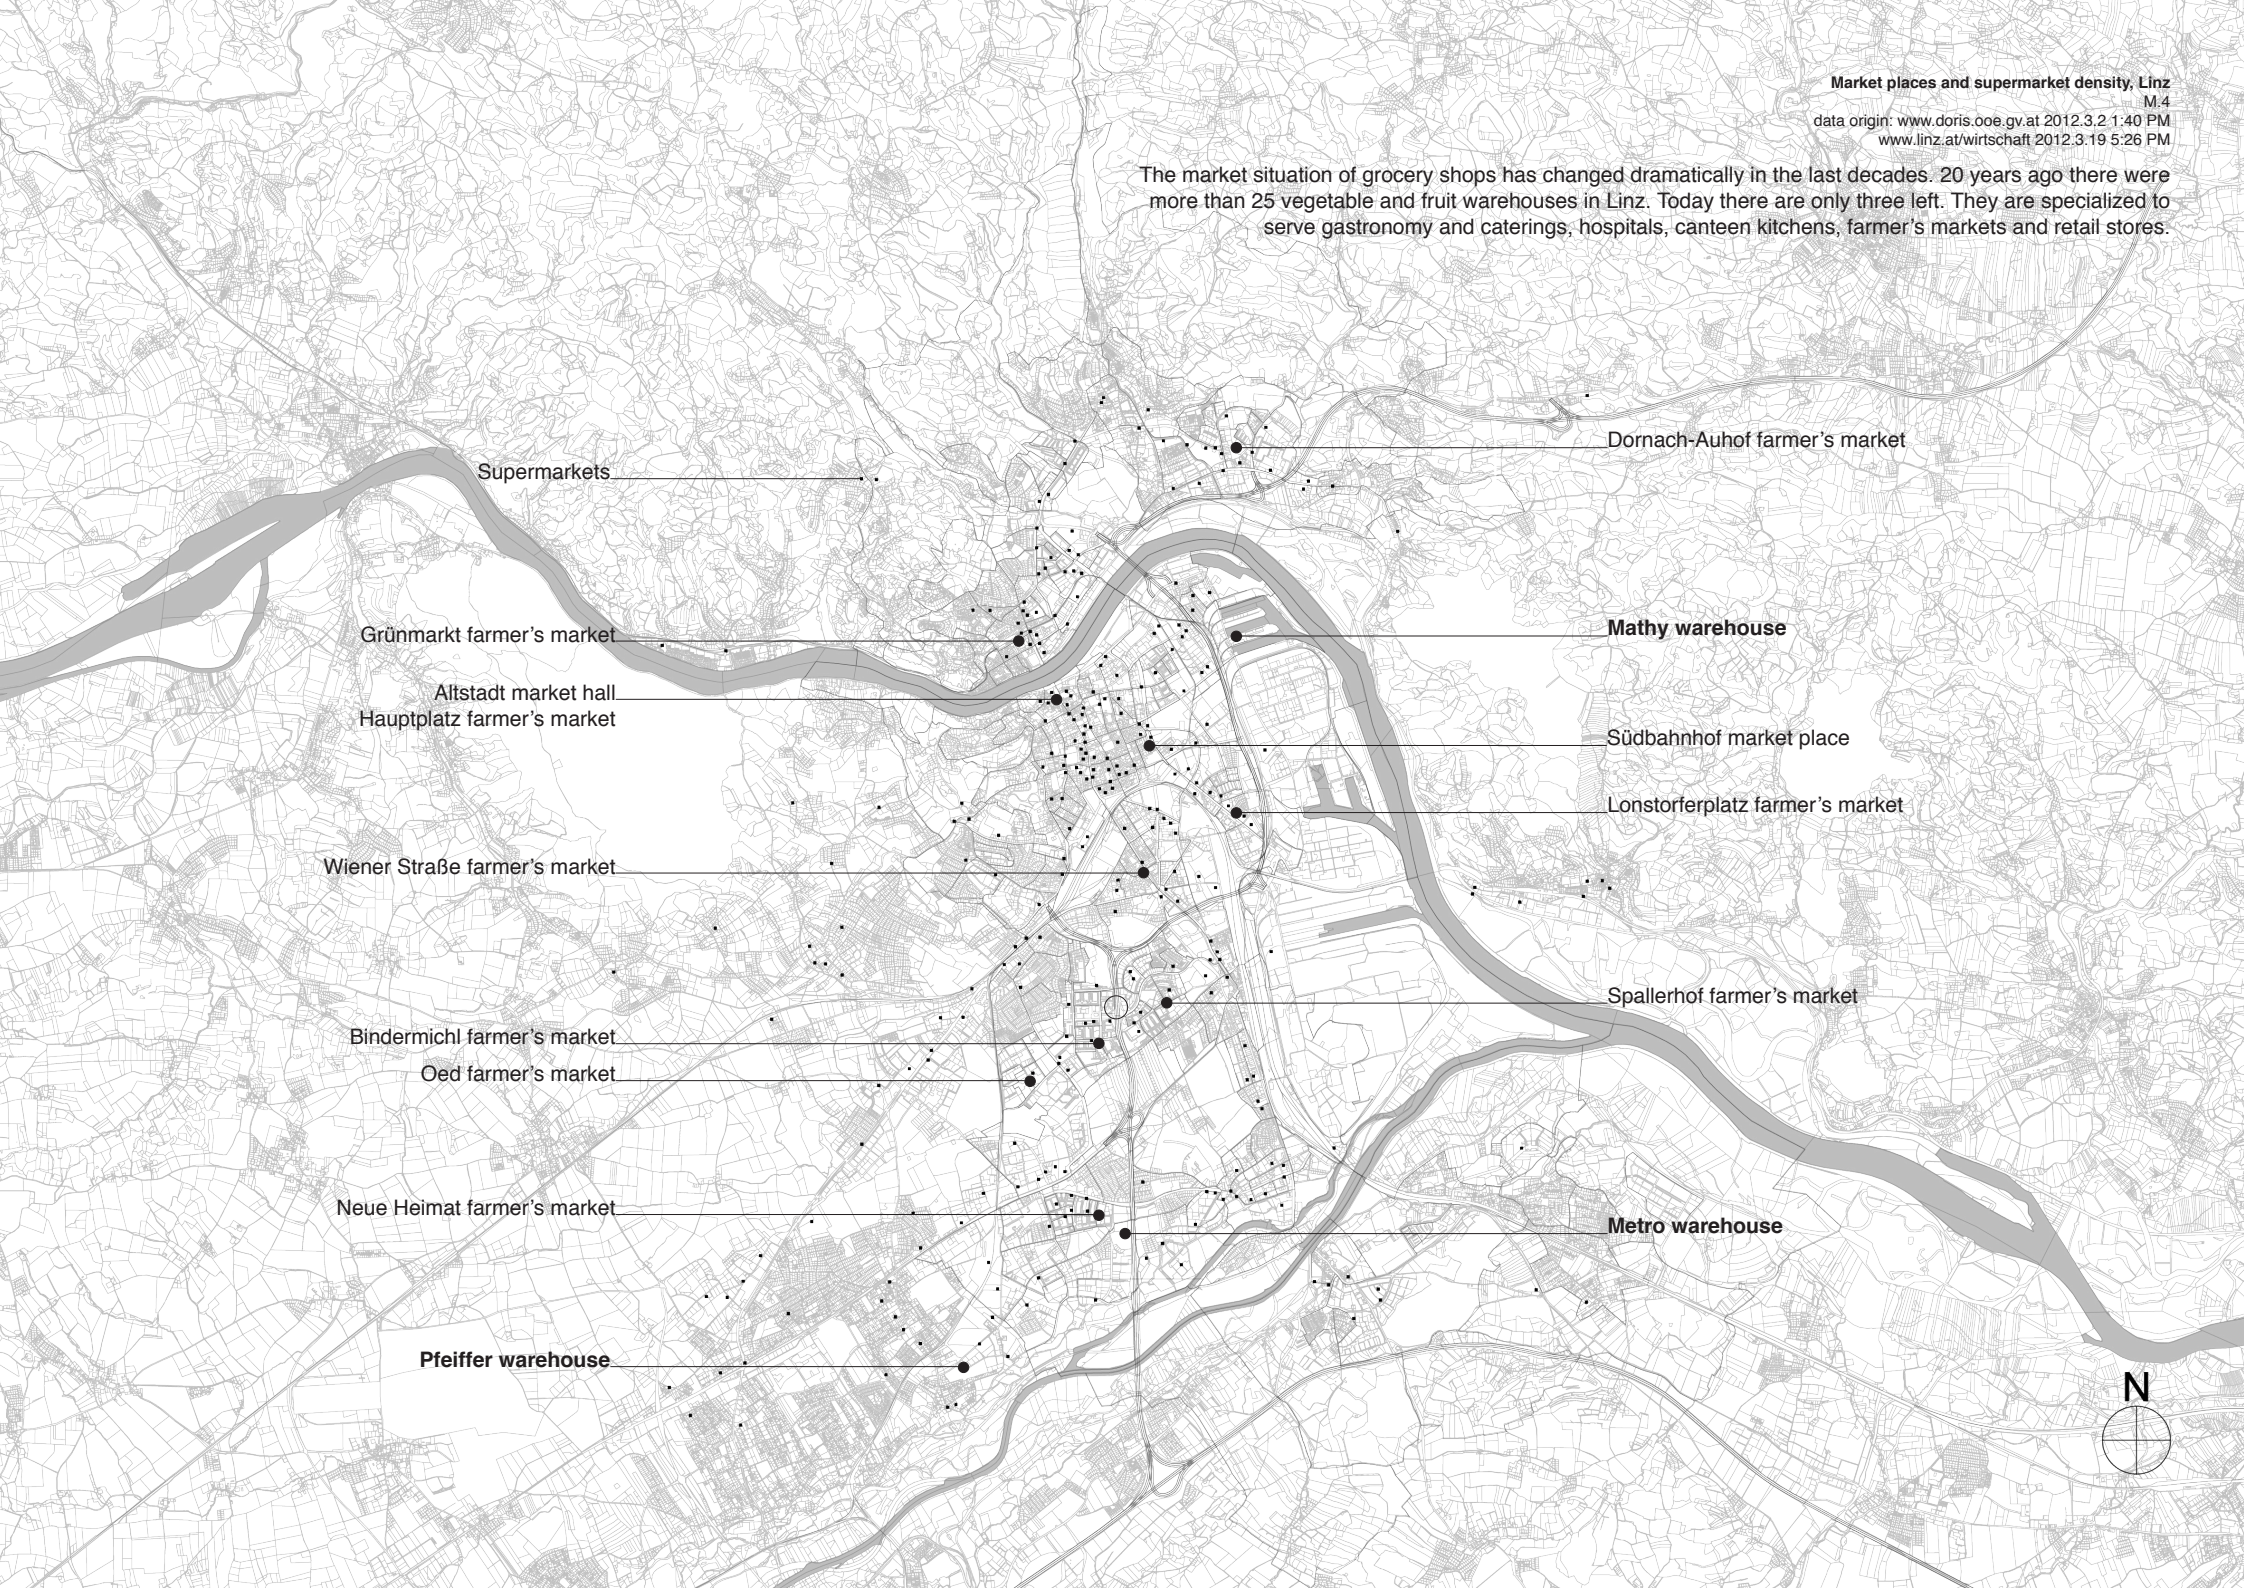 Market places and supermarket density, Linz
M.4
data origin: www.doris.ooe.gv.at 2012.3.2 1:40 PM
www.linz.at/wirtschaft 2012.3.19 5:26 PM
The market situation of grocery shops has changed dramatically in the last decades. 20 years ago there were
more than 25 vegetable and fruit warehouses in Linz. Today there are only three left. They are specialized to
serve gastronomy and caterings, hospitals, canteen kitchens, farmer's markets and retail stores.
Dornach-Auhof farmer's market
Supermarkets
Mathy warehouse
Grünmarkt farmer's market
Altstadt market hall
Hauptplatz farmer's market
Südbahnhof market place
Lonstorferplatz farmer's market
Wiener Straße farmer's market
Spallerhof farmer's market
Bindermichl farmer's market
Oed farmer's market
Neue Heimat farmer's market
Metro warehouse
Pfeiffer warehouse
N